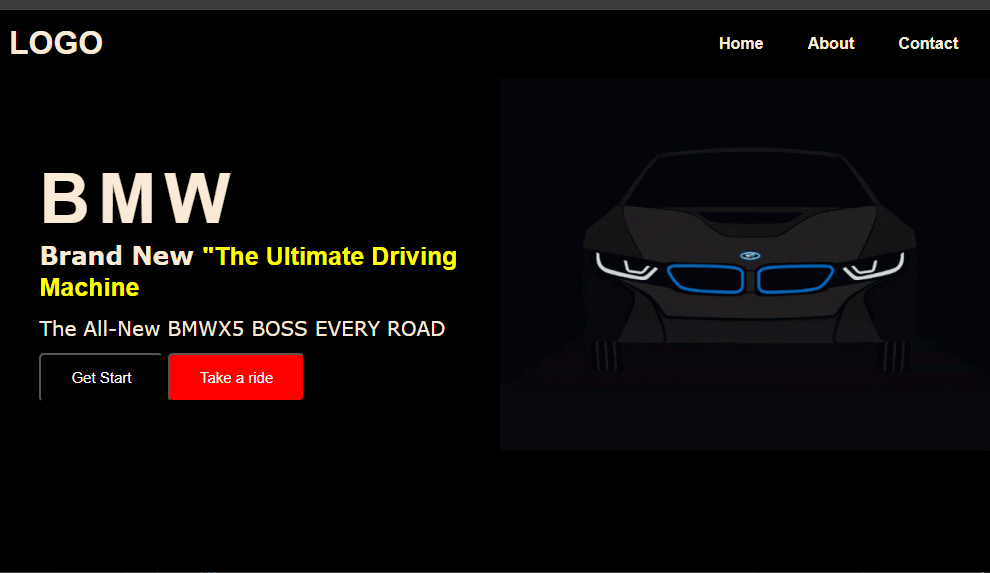 LOGO
Home About Contact
BMW
Brand New "The Ultimate Driving
Machine
The All-New BMWX5 BOSS EVERY ROAD
Get Start Take a ride